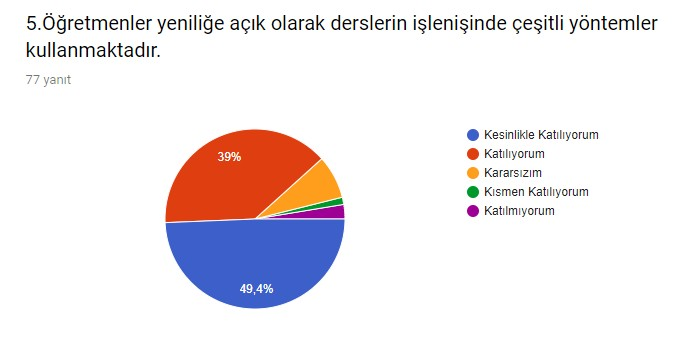 5.Öğretmenler yeniliğe açık olarak derslerin işlenişinde çeşitli yöntemler
kullanmaktadır.
77 yanıt
39%
49,4%
Kesinlikle Katılıyorum
Katılıyorum
Kararsızım
Kısmen Katılıyorum
Katılmıyorum